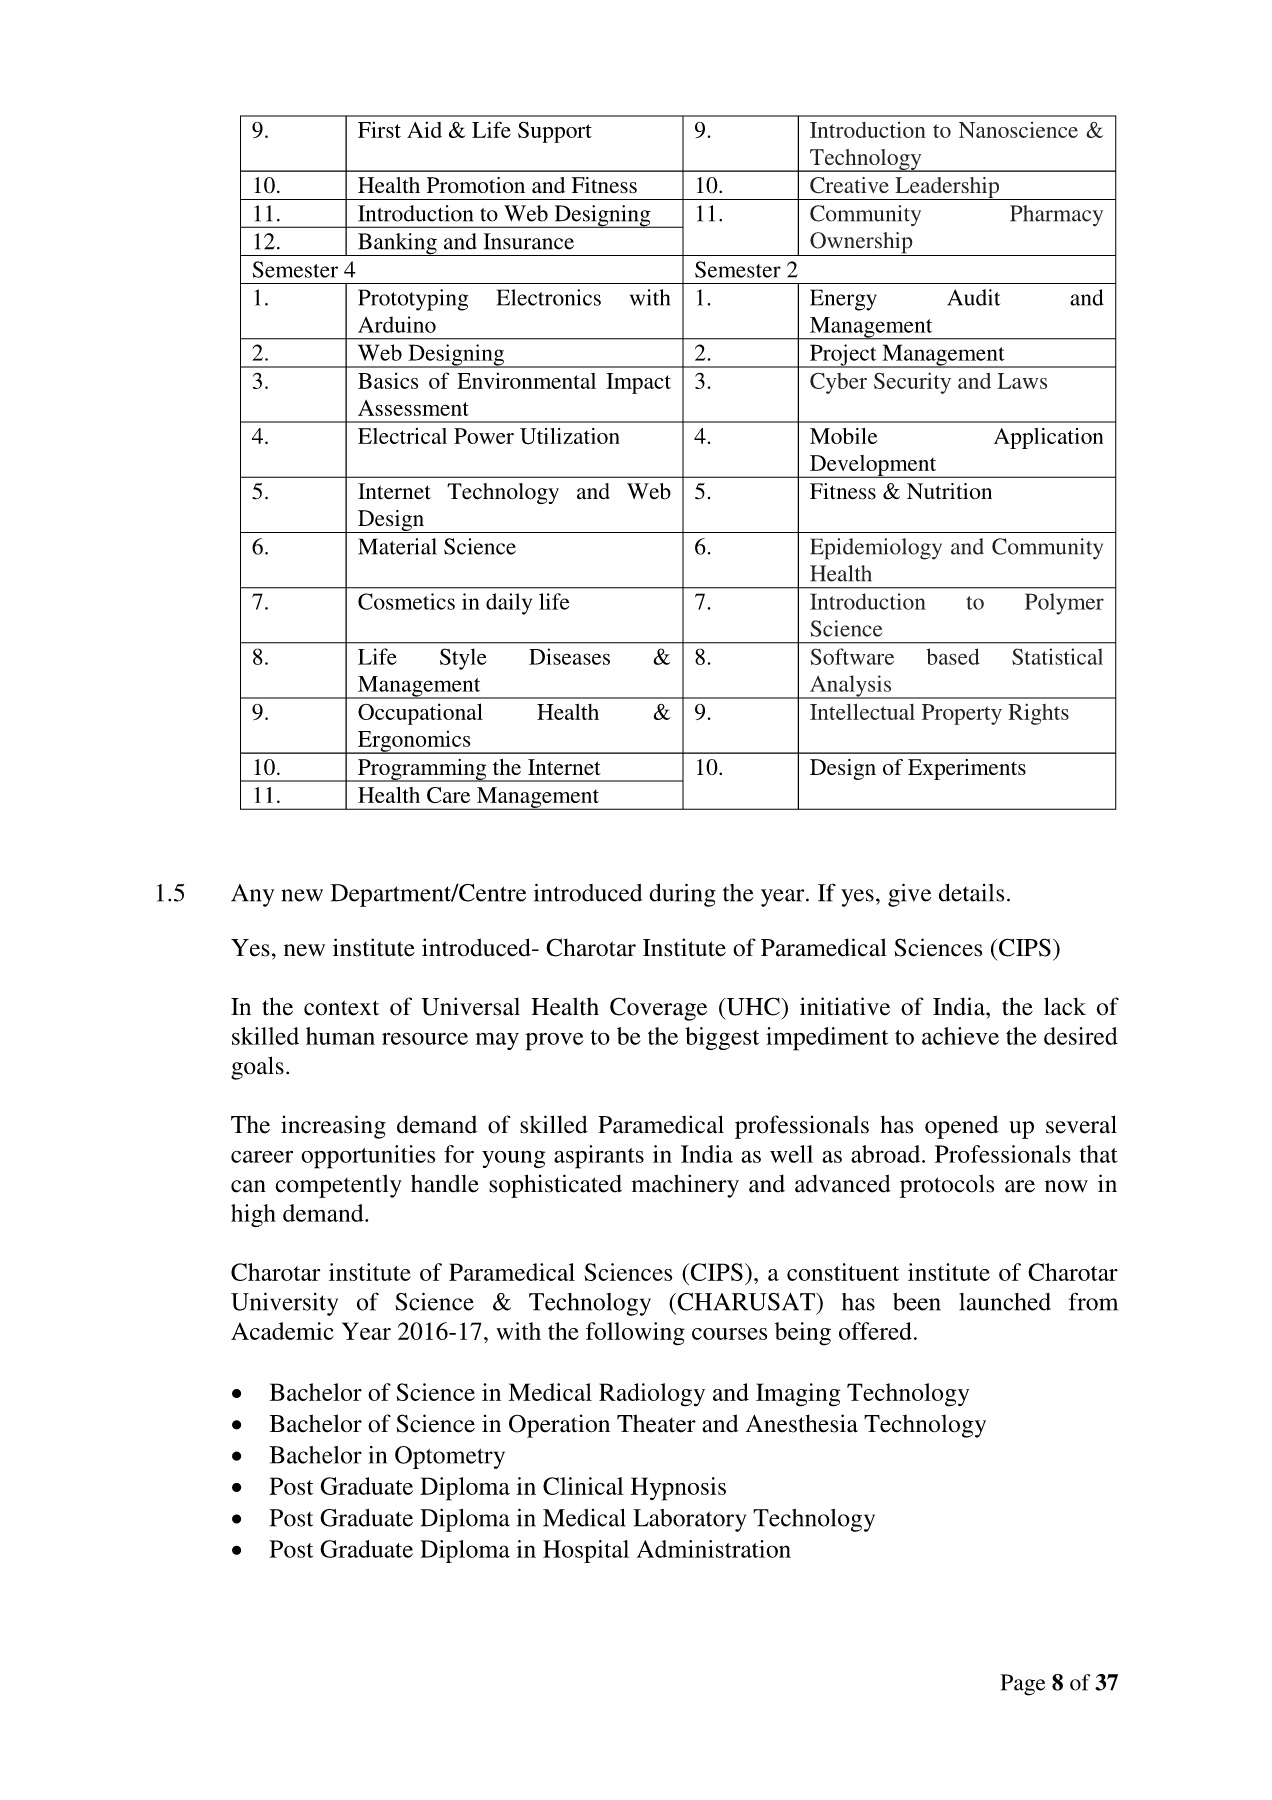 9. First Aid & Life Support 9. Introduction to Nanoscience &
Technology
10. Health Promotion and Fitness 10. Creative Leadership
11. Introduction to Web Designing 11. Community Pharmacy
12. Banking and Insurance Ownership
Semester 4 Semester 2
1. Prototyping Electronics with 1. Energy Audit and
Arduino Management
2. Web Designing 2. Project Management
3. Basics of Environmental Impact 3. Cyber Security and Laws
Assessment
4. Electrical Power Utilization 4. Mobile Application
Development
5. Internet Technology and Web 5. Fitness & Nutrition
Design
6. Material Science 6. Epidemiology and Community
Health
7. Cosmetics in daily life 7. Introduction to Polymer
Science
8. Life Style Diseases & 8. Software based Statistical
Management Analysis
9. Occupational Health & 9. Intellectual Property Rights
Ergonomics
10. Programming the Internet 10. Design of Experiments
11. Health Care Management
1.5 Any new Department/Centre introduced during the year. If yes, give details.
Yes, new institute introduced- Charotar Institute of Paramedical Sciences (CIPS)
In the context of Universal Health Coverage (UHC) initiative of India, the lack of
skilled human resource may prove to be the biggest impediment to achieve the desired
goals.
The increasing demand of skilled Paramedical professionals has opened up several
career opportunities for young aspirants in India as well as abroad. Professionals that
can competently handle sophisticated machinery and advanced protocols are now in
high demand.
Charotar institute of Paramedical Sciences (CIPS), a constituent institute of Charotar
University of Science & Technology (CHARUSAT) has been launched from
Academic Year 2016-17, with the following courses being offered.
• Bachelor of Science in Medical Radiology and Imaging Technology
• Bachelor of Science in Operation Theater and Anesthesia Technology
• Bachelor in Optometry
• Post Graduate Diploma in Clinical Hypnosis
• Post Graduate Diploma in Medical Laboratory Technology
• Post Graduate Diploma in Hospital Administration
Page 8 of 37